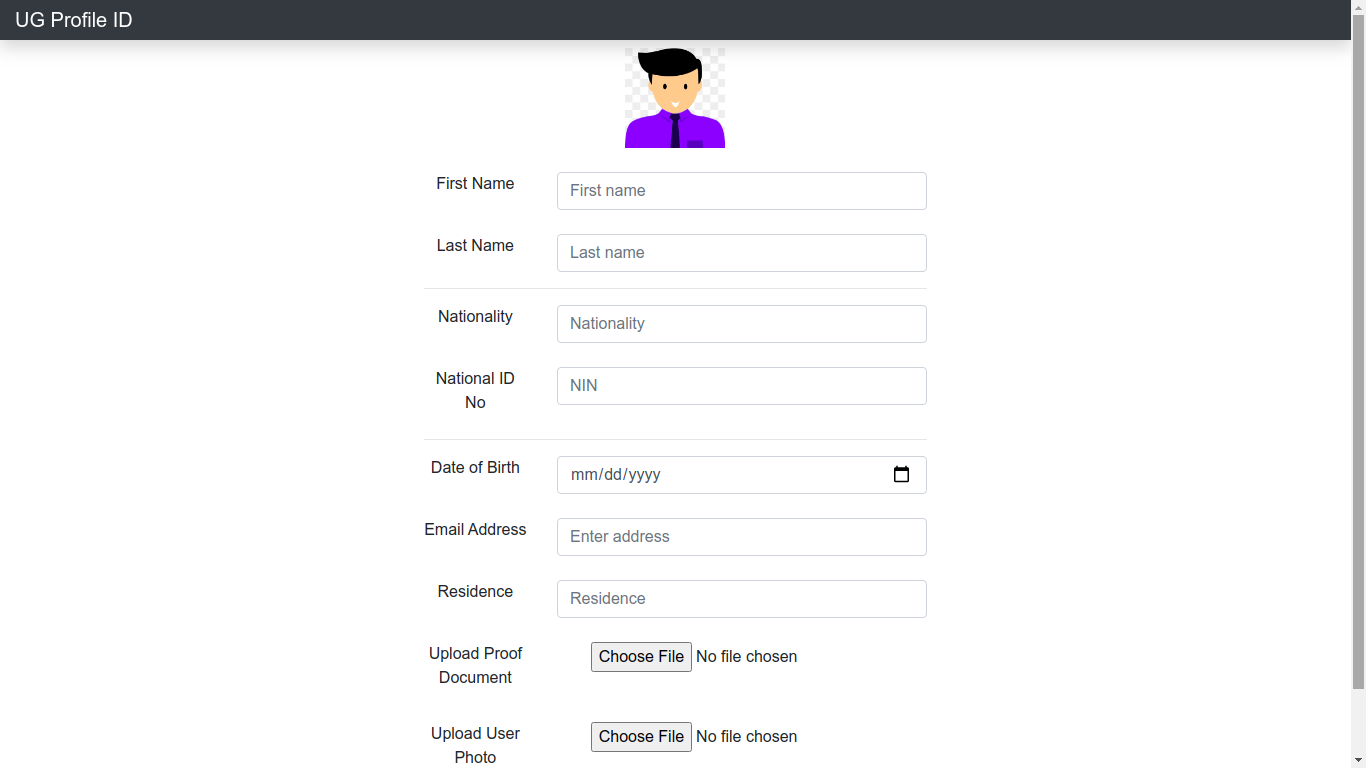 UG Profile ID
First Name
First name
Last Name
Last name
Nationality
Nationality
National ID
No
NIN
Date of Birth
mm/dd/yyyy
Email Address
Enter address
Residence
Residence
Upload Proof
Document
Choose File No file chosen
Upload User
Photo
Choose File No file chosen